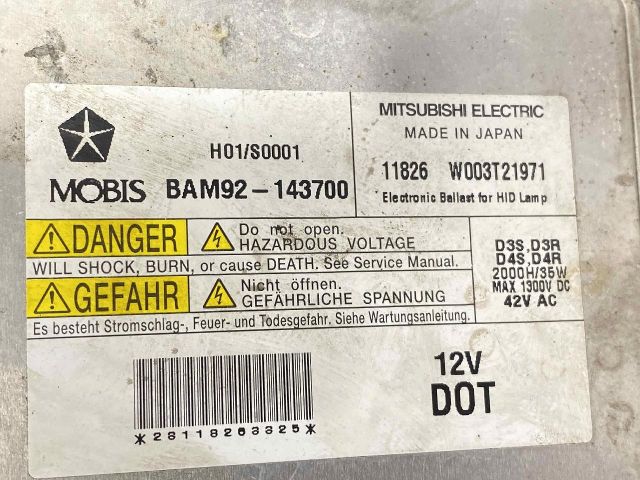 H01/S0001
MOBIS BAM92-143700
MITSUBISHI ELECTRIC
MADE IN JAPAN
11826 W003T21971
Electronic Ballast for HID Lamp
DANGER
Do not open.
HAZARDOUS VOLTAGE
WILL SHOCK, BURN, or cause DEATH. See Service Manual.
GEFAHR
Nicht öffnen.
GEFÄHRLICHE SPANNUNG
Es besteht Stromschlag-, Feuer- und Todesgefahr. Siehe Wartungsanleitung.
D3S, D3R
D4S, D4R
2000H/35W
MAX 1300V DC
42V AC
*28118263325*
12V
DOT